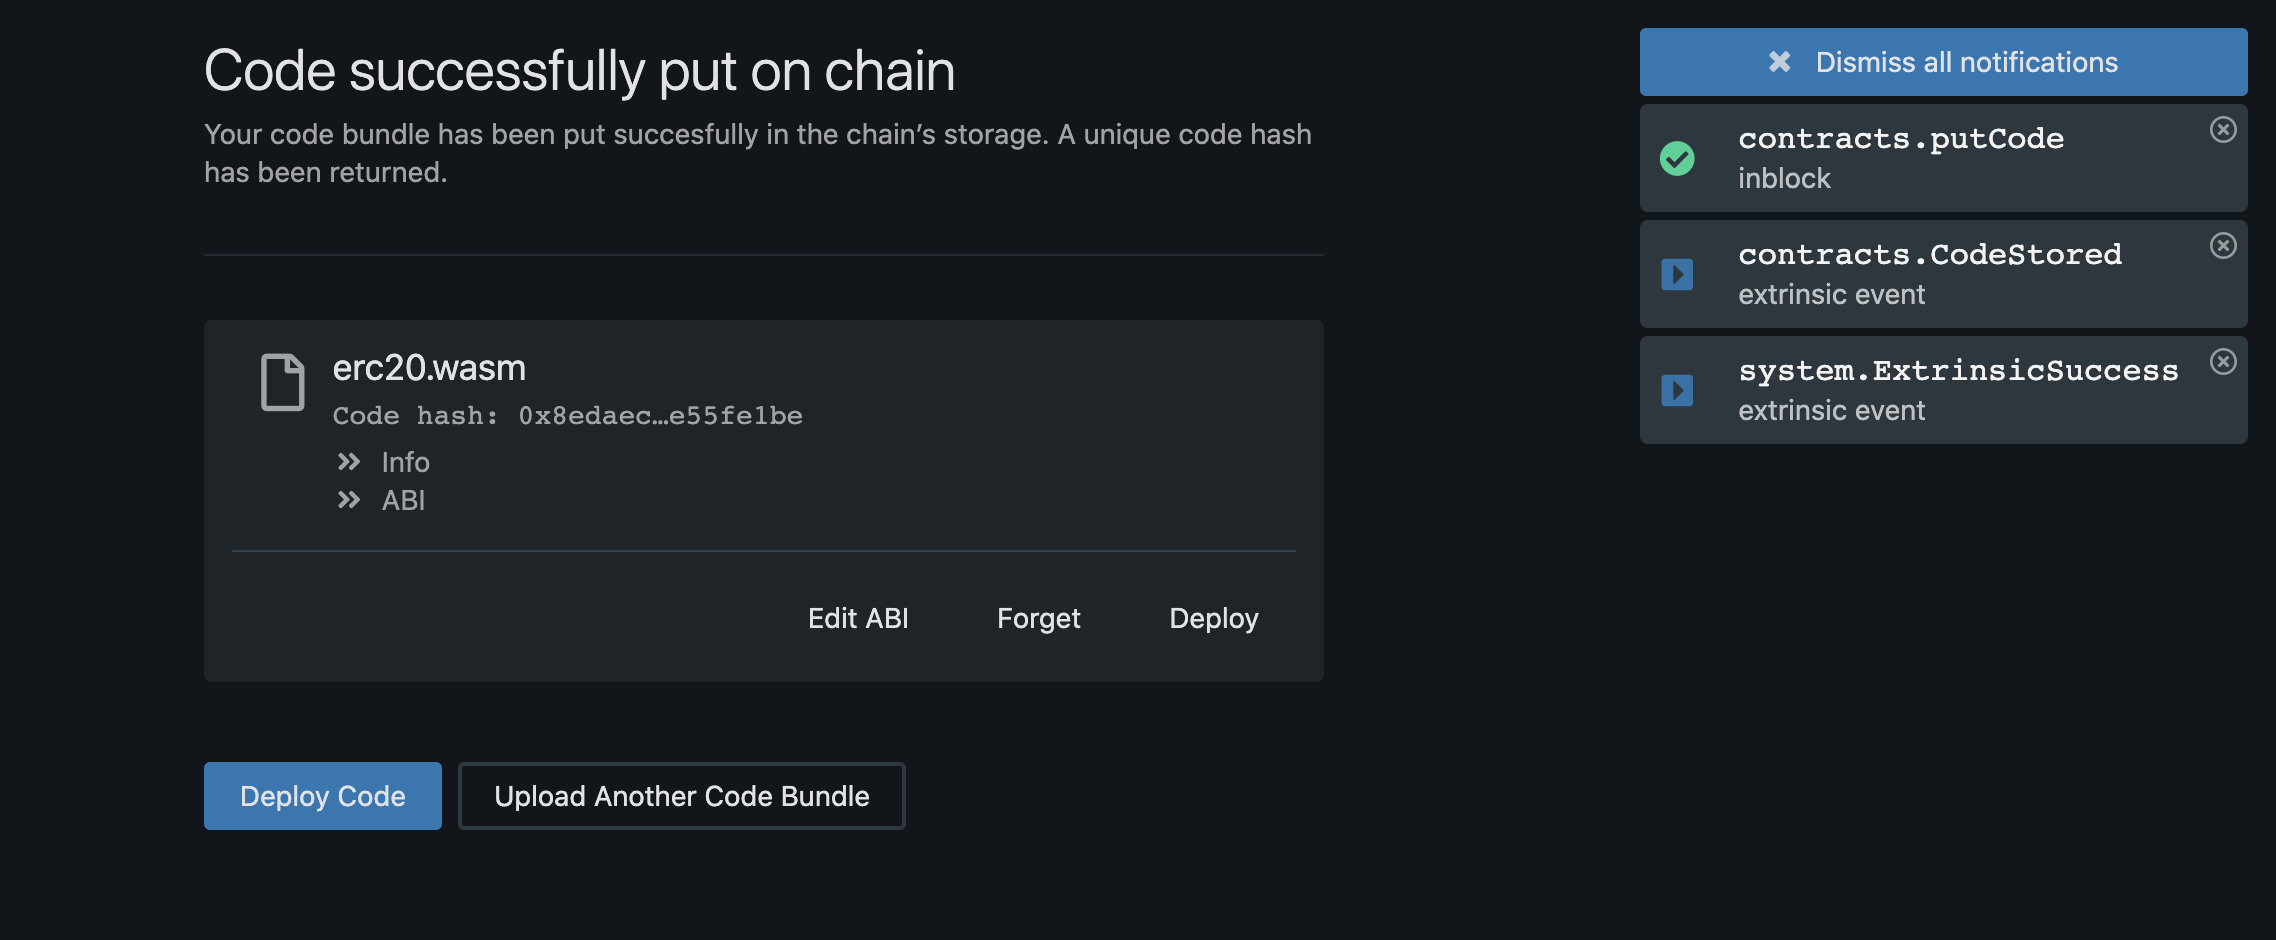 Code successfully put on chain
Your code bundle has been put succesfully in the chain’s storage. A unique code hash
has been returned.
erc20.wasm
Code hash: 0x8edaec…e55fe1be
Info
ABI
Edit ABI
Forget
Deploy
Deploy Code
Upload Another Code Bundle
Dismiss all notifications
contracts.putCode
inblock
contracts.CodeStored
extrinsic event
system.ExtrinsicSuccess
extrinsic event